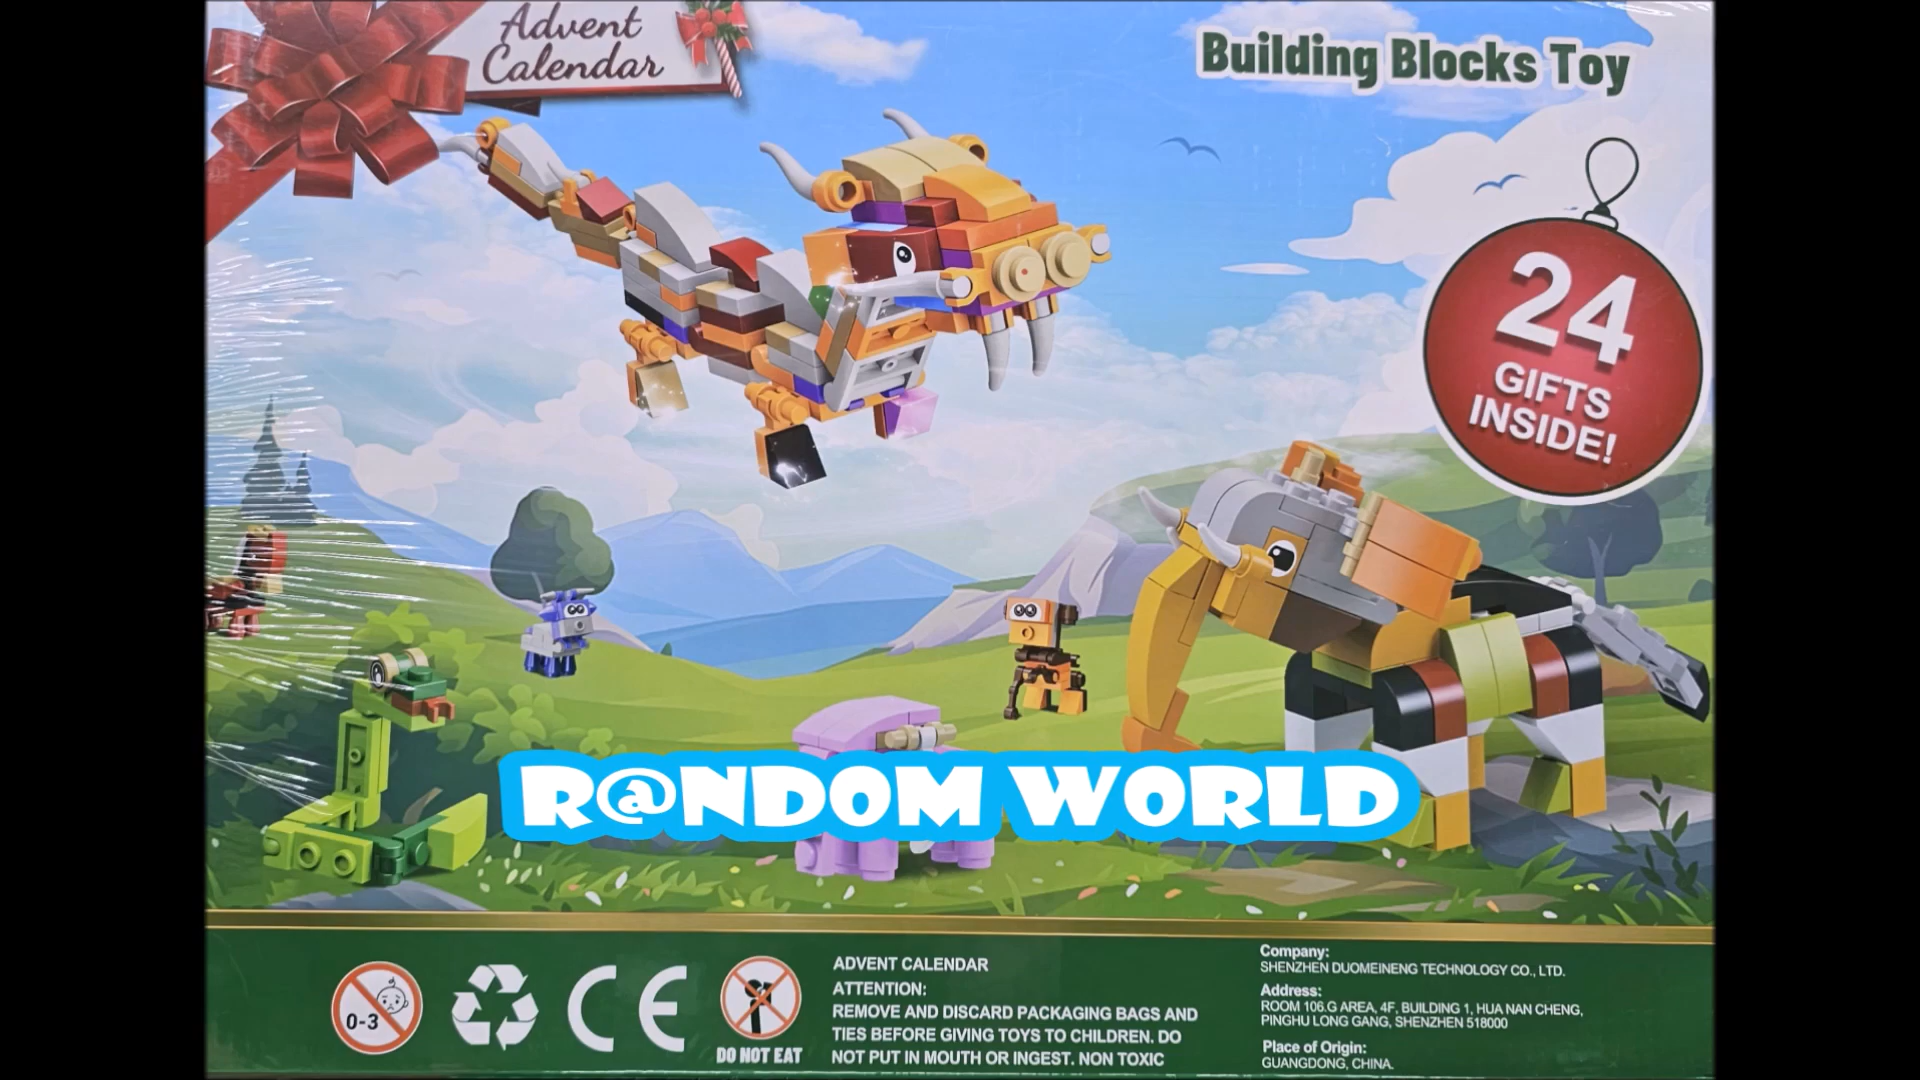 Advent
Calendar
Building Blocks Toy
24
GIFTS
INSIDE!
R@NDOM WORLD
0-3
CE
DO NOT EAT
ADVENT CALENDAR
ATTENTION:
REMOVE AND DISCARD PACKAGING BAGS AND
TIES BEFORE GIVING TOYS TO CHILDREN. DO
NOT PUT IN MOUTH OR INGEST. NON TOXIC
Company:
SHENZHEN DUOMEINENG TECHNOLOGY CO., LTD.
Address:
ROOM 106.G AREA, 4F, BUILDING 1, HUA NAN CHENG,
PINGHU LONG GANG, SHENZHEN 518000
Place of Origin:
GUANGDONG, CHINA.